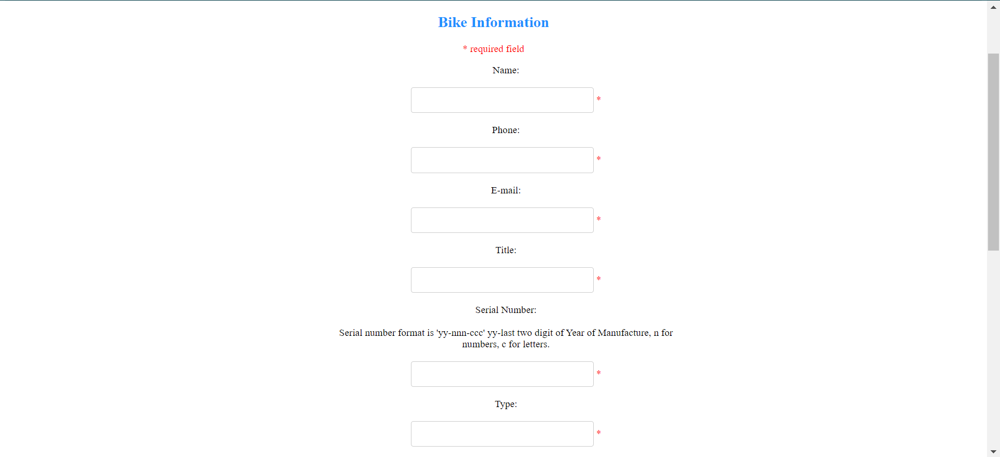 Bike Information
* required field
Name:
*
Phone:
*
E-mail:
*
Title:
*
Serial Number:
Serial number format is 'yy-nnn-ccc' yy-last two digit of Year of Manufacture, n for
numbers, c for letters.
*
Type:
*